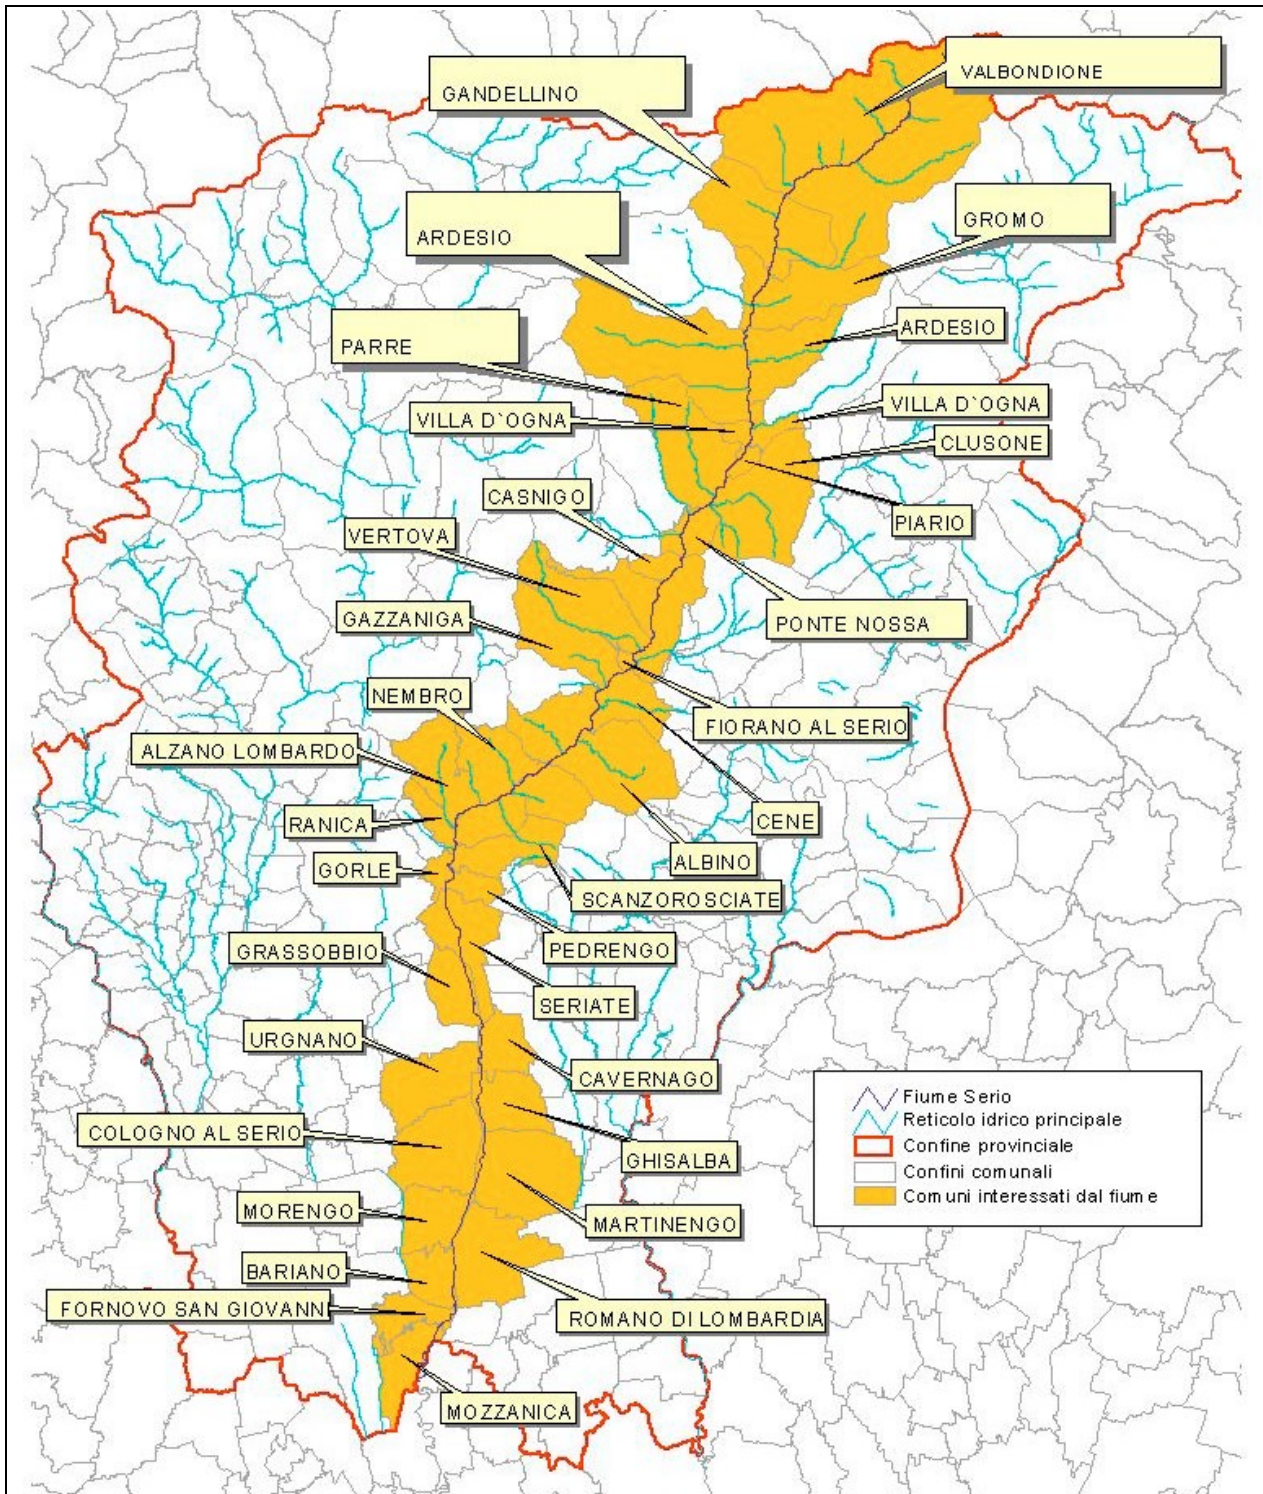 VALBONDIONE
GANDELLINO
GROMO
ARDESIO
ARDESIO
PARRE
VILLA D`OGNA
VILLA D`OGNA
CLUSONE
CASNIGO
PIARIO
VERTOVA
GAZZANIGA
PONTE NOSSA
NEMBRO
FIORANO AL SERIO
ALZANO LOMBARDO
CENE
RANICA
ALBINO
GORLE
SCANZOROSCIATE
PEDRENGO
GRASSOBBIO
SERIATE
URGNANO
CAVERNAGO
COLOGNO AL SERIO
GHISALBA
MORENGO
MARTINENGO
BARIANO
FORNOVO SAN GIOVANN
ROMANO DI LOMBARDIA
MOZZANICA
Fiume Serio
Reticolo idrico principale
Confine provinciale
Confini comunali
Comuni interessati dal fiume